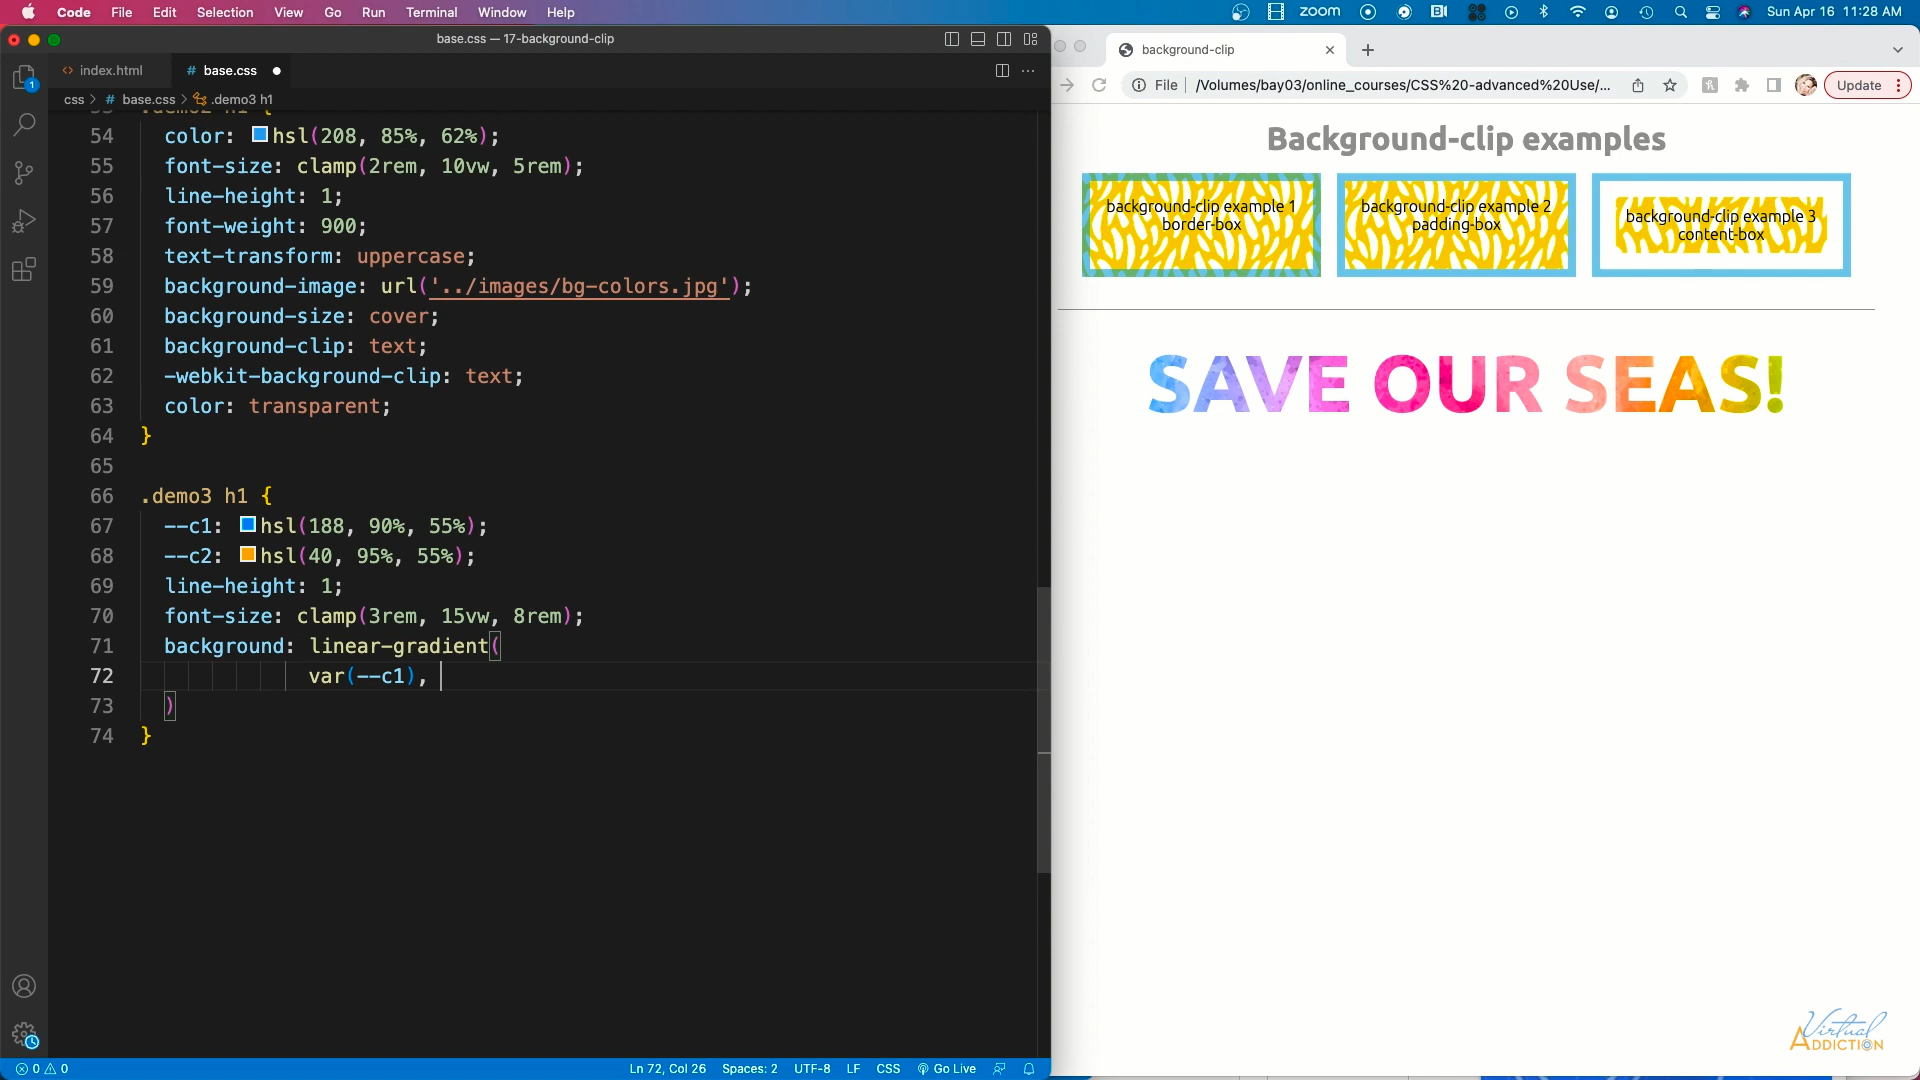 Code File Edit Selection View Go Run Terminal Window Help
zoom Sun Apr 16 11:28 AM
base.css — 17-background-clip
index.html
# base.css
css > # base.css > .demo3 h1
54 color: hsl(208, 85%, 62%);
55 font-size: clamp(2rem, 10vw, 5rem);
56 line-height: 1;
57 font-weight: 900;
58 text-transform: uppercase;
59 background-image: url('../images/bg-colors.jpg');
60 background-size: cover;
61 background-clip: text;
62 -webkit-background-clip: text;
63 color: transparent;
64 }
65
66 .demo3 h1 {
67 --c1: hsl(188, 90%, 55%);
68 --c2: hsl(40, 95%, 55%);
69 line-height: 1;
70 font-size: clamp(3rem, 15vw, 8rem);
71 background: linear-gradient(
72 var(--c1),
73 )
74 }
1
0 0
Ln 72, Col 26 Spaces: 2 UTF-8 LF CSS Go Live
background-clip
File /Volumes/bay03/online_courses/CSS%20-advanced%20Use/...
Update
Background-clip examples
background-clip example 1
border-box
background-clip example 2
padding-box
background-clip example 3
content-box
SAVE OUR SEAS!
Virtual
ADDICTION